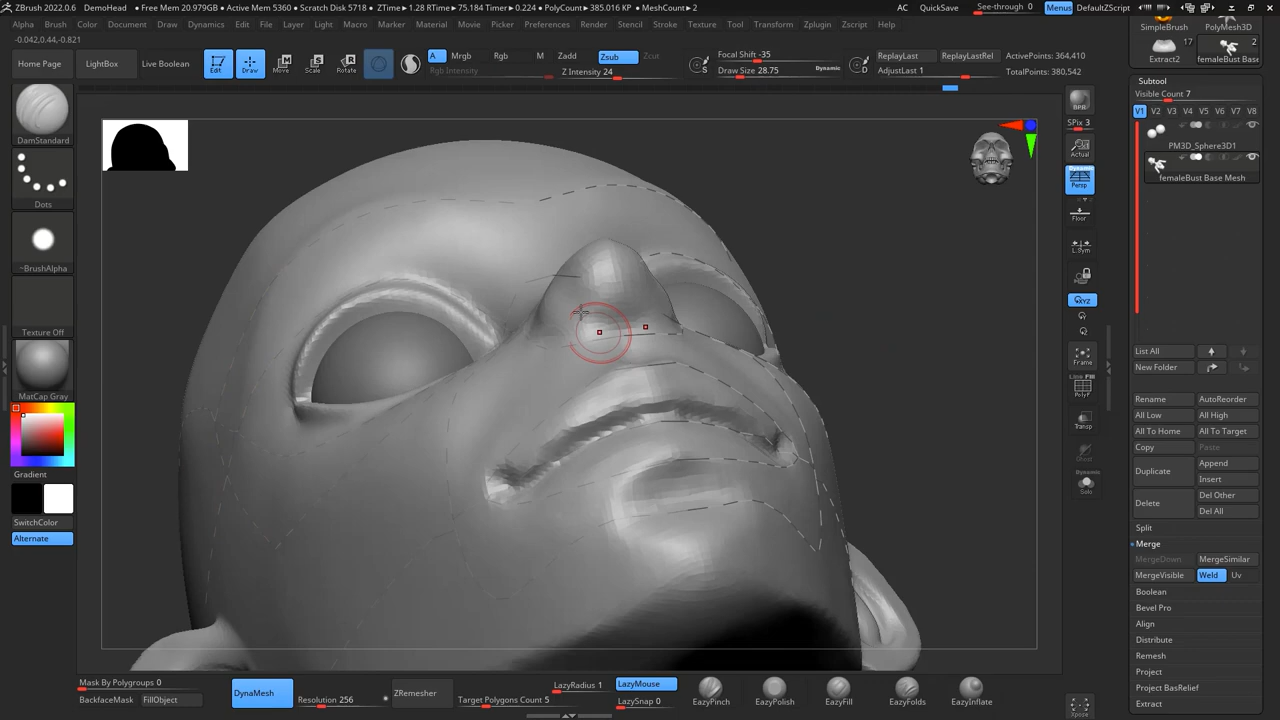 ZBrush 2022.0.6 DemoHead • Free Mem 20.979GB • Active Mem 5360 • Scratch Disk 5718 • ZTime▸1.28 RTime▸75.184 Timer▸0.224 • PolyCount▸385.016 KP • MeshCount▸2 AC QuickSave See-through 0 Menus DefaultZScript
Alpha Brush Color Document Draw Dynamics Edit File Layer Light Macro Marker Material Movie Picker Preferences Render Stencil Stroke Texture Tool Transform Zplugin Zscript Help
-0.042,0.44,-0.821
Home Page LightBox Live Boolean Edit Draw Move Scale Rotate
A Mrgb Rgb M Zadd Zsub Zcut
Rgb Intensity Z Intensity 24
Focal Shift -35
Draw Size 28.75 Dynamic
S D
ReplayLast ReplayLastRel
AdjustLast 1
ActivePoints: 364,410
TotalPoints: 380,542
DamStandard
Dots
~BrushAlpha
Texture Off
MatCap Gray
Gradient
SwitchColor
Alternate
BPR
SPix 3
Actual
Dynamic
Persp
Floor
L.Sym
XYZ
Frame
Line Fill
PolyF
Transp
Ghost
Dynamic
Solo
Xpose
SimpleBrush PolyMesh3D
17 2
Extract2 femaleBust Base
Subtool
Visible Count 7
V1 V2 V3 V4 V5 V6 V7 V8
PM3D_Sphere3D1
femaleBust Base Mesh
List All
New Folder
Rename AutoReorder
All Low All High
All To Home All To Target
Copy Paste
Duplicate Append
Insert
Delete Del Other
Del All
Split
Merge
MergeDown MergeSimilar
MergeVisible Weld Uv
Boolean
Bevel Pro
Align
Distribute
Remesh
Project
Project BasRelief
Extract
Mask By Polygroups 0
BackfaceMask FillObject
DynaMesh
Resolution 256
ZRemesher
Target Polygons Count 5
LazyRadius 1
LazyMouse
LazySnap 0
EazyPinch EazyPolish EazyFill EazyFolds EazyInflate